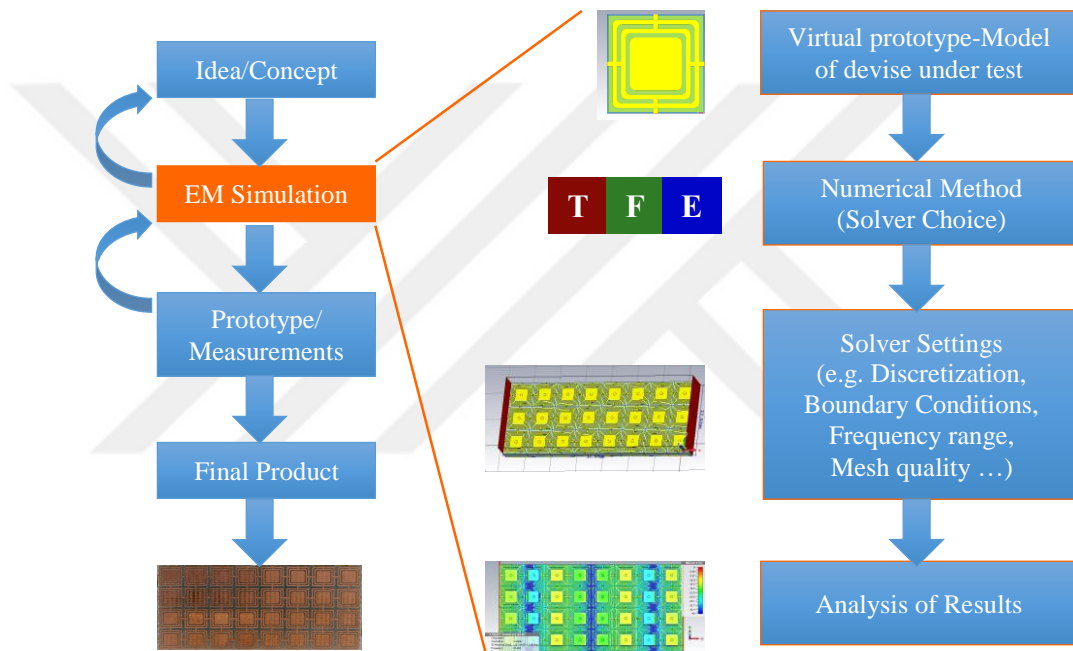 Idea/Concept
EM Simulation
Prototype/
Measurements
Final Product
T F E
Virtual prototype-Model
of devise under test
Numerical Method
(Solver Choice)
Solver Settings
(e.g. Discretization,
Boundary Conditions,
Frequency range,
Mesh quality …)
Analysis of Results